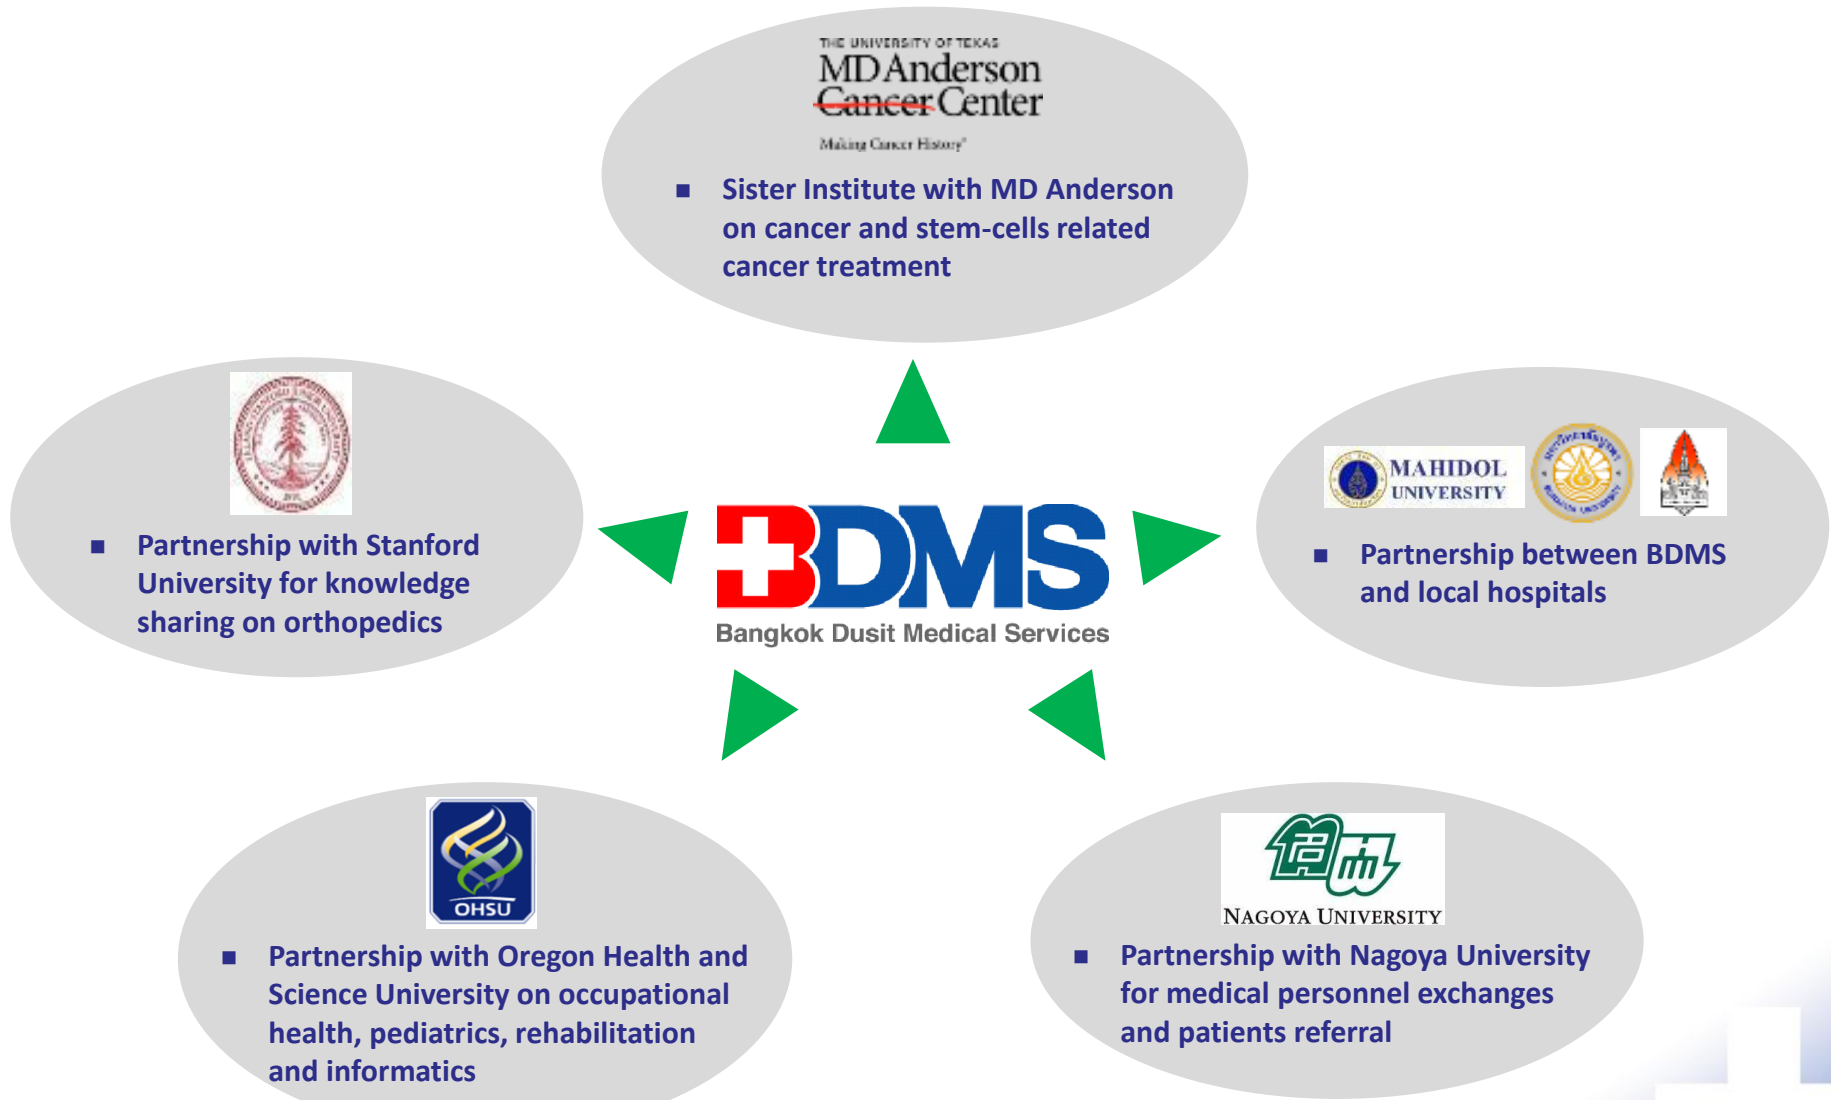 THE UNIVERSITY OF TEXAS
MD Anderson
Cancer Center
Making Cancer History®
■ Sister Institute with MD Anderson
on cancer and stem-cells related
cancer treatment
■ Partnership with Stanford
University for knowledge
sharing on orthopedics
BDMS
Bangkok Dusit Medical Services
MAHIDOL
UNIVERSITY
■ Partnership between BDMS
and local hospitals
OHSU
■ Partnership with Oregon Health and
Science University on occupational
health, pediatrics, rehabilitation
and informatics
NAGOYA UNIVERSITY
■ Partnership with Nagoya University
for medical personnel exchanges
and patients referral